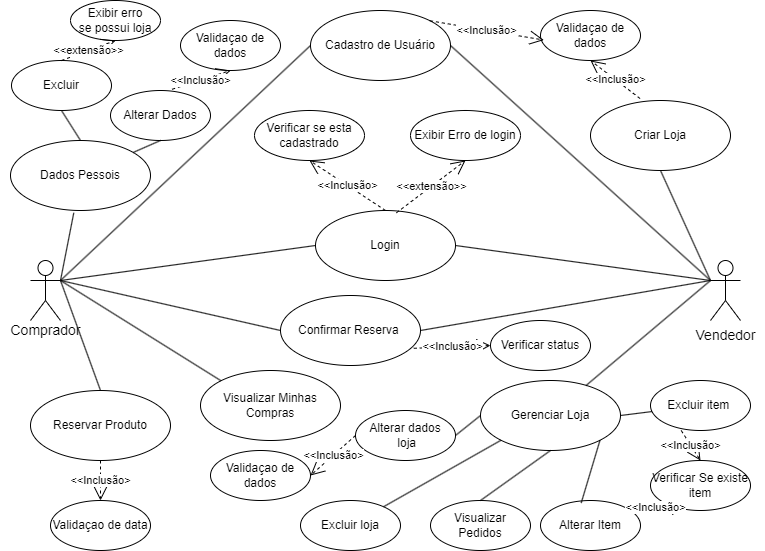 Exibir erro
se possui loja
<<extensão>>
Excluir
Validaçao de
dados
<<Inclusão>>
Alterar Dados
Dados Pessois
Cadastro de Usuário
<<Inclusão>>
Validaçao de
dados
<<Inclusão>>
Criar Loja
Verificar se esta
cadastrado
Exibir Erro de login
<<Inclusão>>
<<extensão>>
Login
Comprador
Vendedor
Confirmar Reserva
<<Inclusão>>
Verificar status
Visualizar Minhas
Compras
Reservar Produto
<<Inclusão>>
Validaçao de data
Gerenciar Loja
Alterar dados
loja
<<Inclusão>>
Validaçao de
dados
Excluir item
<<Inclusão>>
Verificar Se existe
item
<<Inclusão>>
Excluir loja
Visualizar
Pedidos
Alterar Item